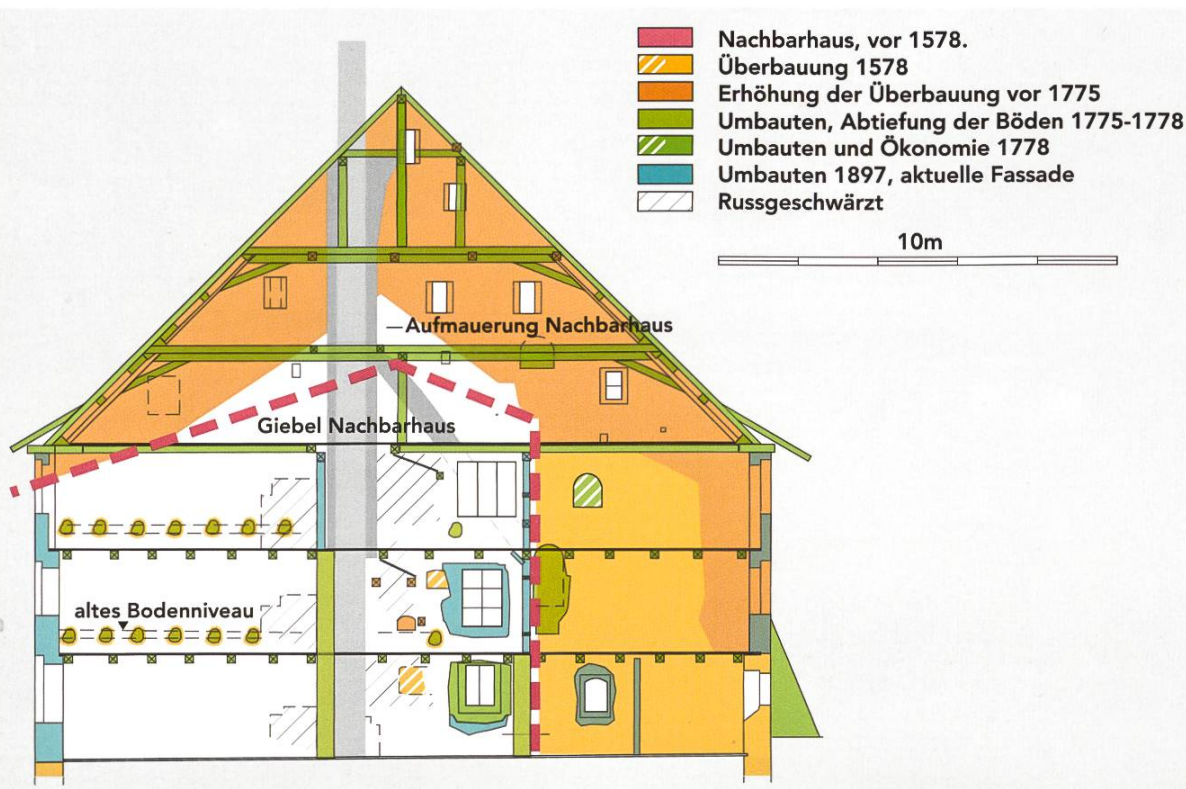 Nachbarhaus, vor 1578.
Überbauung 1578
Erhöhung der Überbauung vor 1775
Umbauten, Abtiefung der Böden 1775-1778
Umbauten und Ökonomie 1778
Umbauten 1897, aktuelle Fassade
Russgeschwärzt
10m
Aufmauerung Nachbarhaus
Giebel Nachbarhaus
altes Bodenniveau